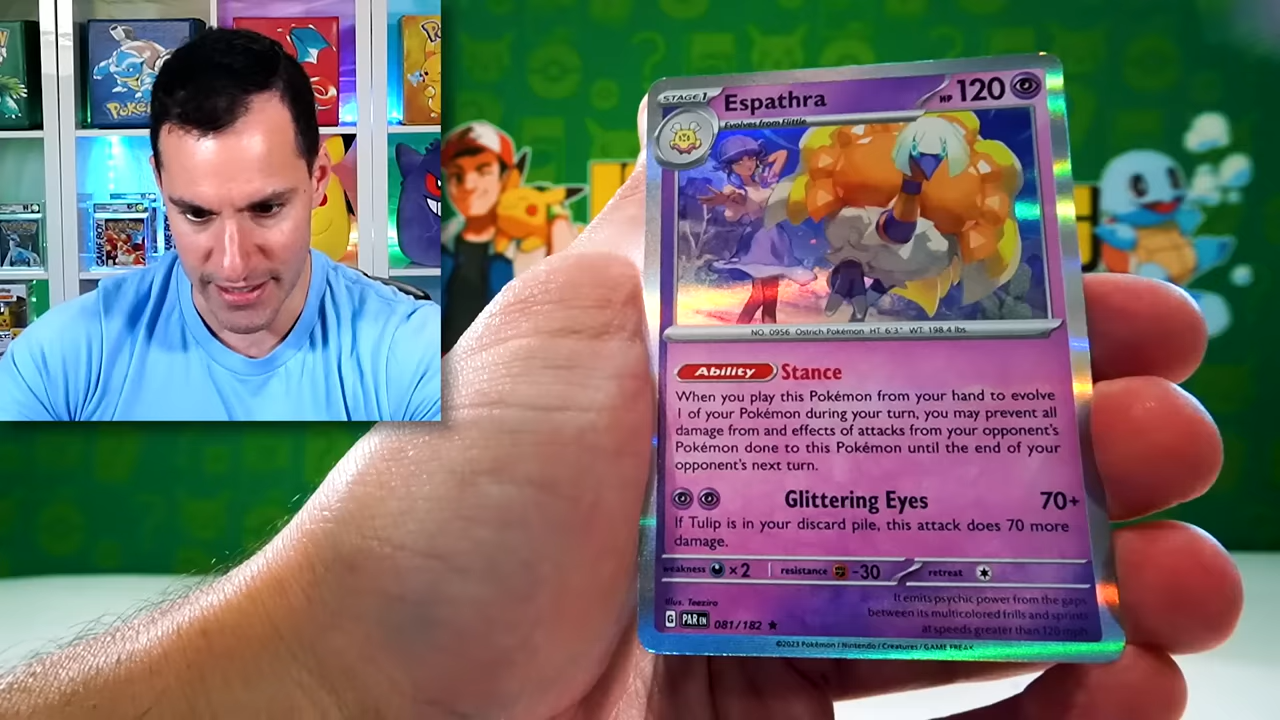 STAGE 1
Espathra
HP 120
Evolves from Flittle
NO. 0956 Ostrich Pokémon HT: 6'3" WT: 198.4 lbs.
Ability Stance
When you play this Pokémon from your hand to evolve
1 of your Pokémon during your turn, you may prevent all
damage from and effects of attacks from your opponent's
Pokémon done to this Pokémon until the end of your
opponent's next turn.
Glittering Eyes 70+
If Tulip is in your discard pile, this attack does 70 more
damage.
weakness ×2 resistance -30 retreat
Illus. Teeziro
It emits psychic power from the gaps
between its multicolored frills and sprints
at speeds greater than 120 mph.
G PAR EN 081/182
©2023 Pokémon / Nintendo / Creatures / GAME FREAK